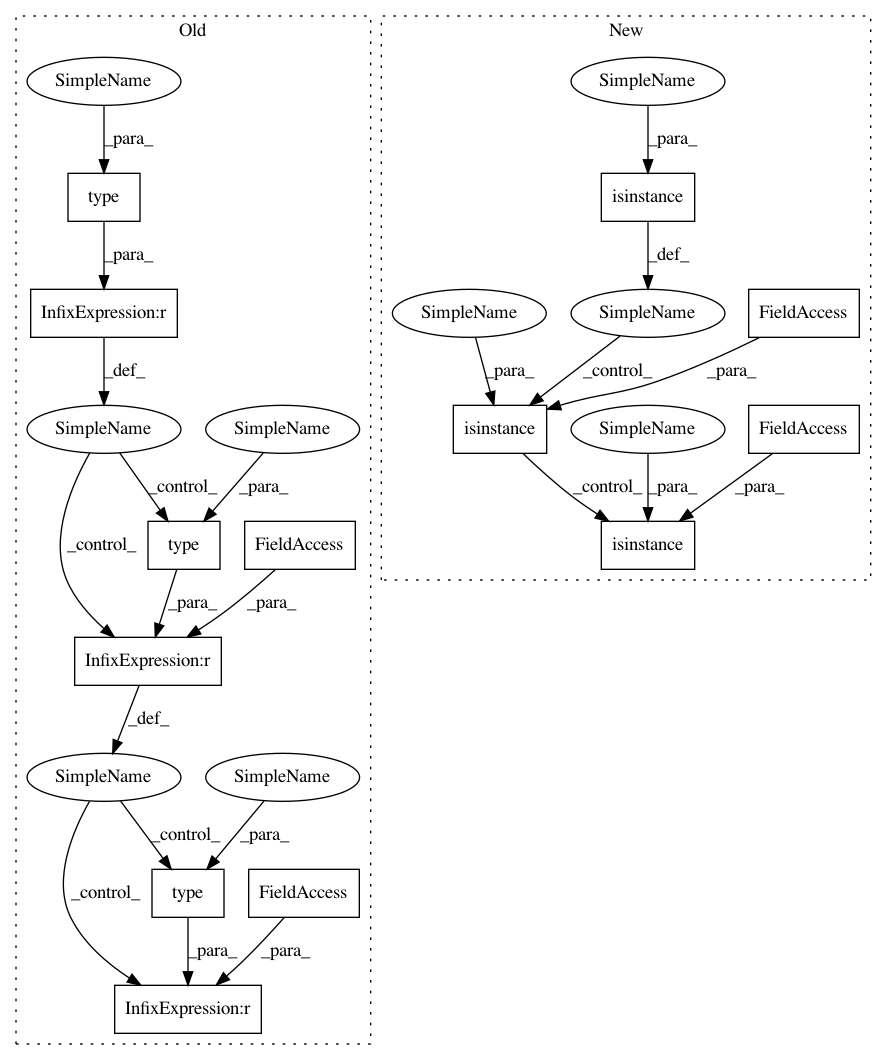 Old
New
SimpleName
SimpleName
_para_
_para_
type
isinstance
_para_
_def_
InfixExpression:r
SimpleName
SimpleName
FieldAccess
_def_
_para_
_control_
_para_
SimpleName
SimpleName
isinstance
SimpleName
FieldAccess
_control_
_para_
_control_
_para_
_para_
_control_
type
FieldAccess
isinstance
_para_
_para_
InfixExpression:r
_def_
SimpleName
SimpleName
_control_
_para_
_control_
type
FieldAccess
_para_
_para_
InfixExpression:r